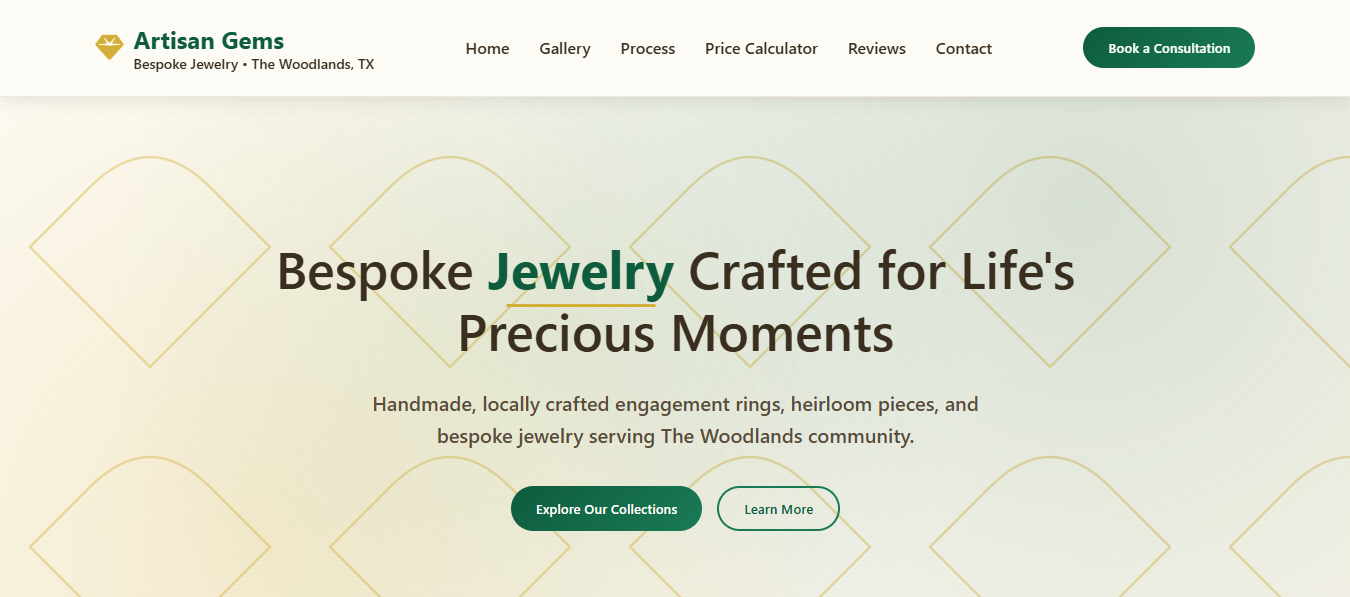 Artisan Gems
Bespoke Jewelry • The Woodlands, TX
Home
Gallery
Process
Price Calculator
Reviews
Contact
Book a Consultation
Bespoke Jewelry Crafted for Life's
Precious Moments
Handmade, locally crafted engagement rings, heirloom pieces, and
bespoke jewelry serving The Woodlands community.
Explore Our Collections
Learn More